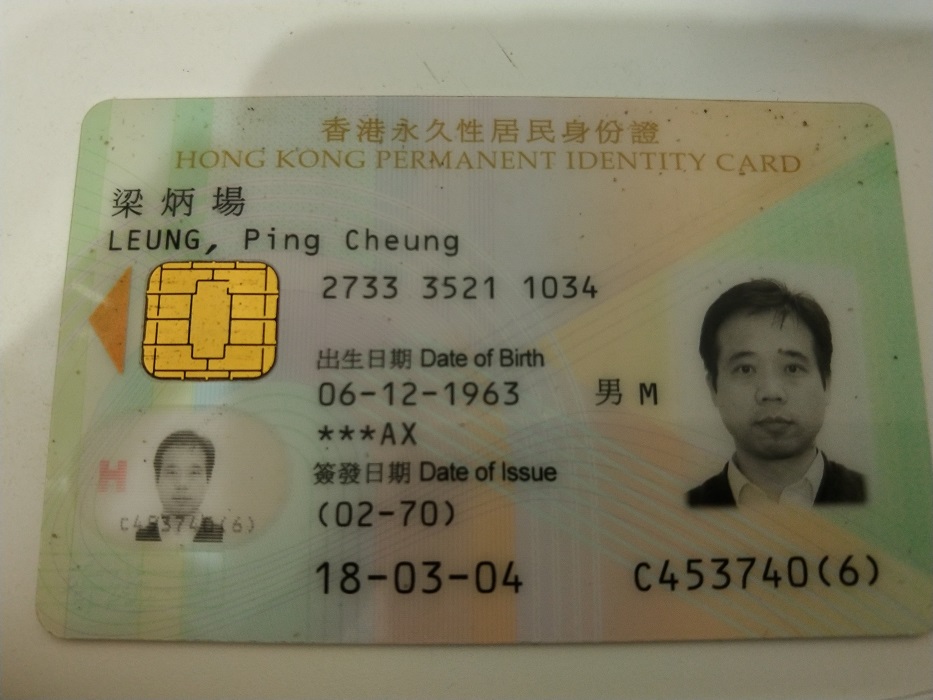 香港永久性居民身份證
HONG KONG PERMANENT IDENTITY CARD
梁炳場
LEUNG, Ping Cheung
2733 3521 1034
出生日期 Date of Birth
06-12-1963 男 M
***AX
簽發日期 Date of Issue
(02-70)
18-03-04
C453740(6)
H
C453740(6)